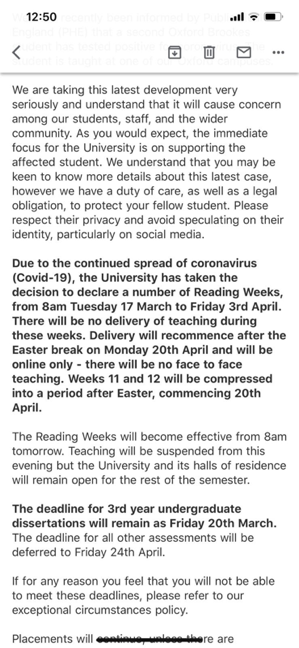 12:50
We are taking this latest development very
seriously and understand that it will cause concern
among our students, staff, and the wider
community. As you would expect, the immediate
focus for the University is on supporting the
affected student. We understand that you may be
keen to know more details about this latest case,
however we have a duty of care, as well as a legal
obligation, to protect your fellow student. Please
respect their privacy and avoid speculating on their
identity, particularly on social media.
Due to the continued spread of coronavirus
(Covid-19), the University has taken the
decision to declare a number of Reading Weeks,
from 8am Tuesday 17 March to Friday 3rd April.
There will be no delivery of teaching during
these weeks. Delivery will recommence after the
Easter break on Monday 20th April and will be
online only - there will be no face to face
teaching. Weeks 11 and 12 will be compressed
into a period after Easter, commencing 20th
April.
The Reading Weeks will become effective from 8am
tomorrow. Teaching will be suspended from this
evening but the University and its halls of residence
will remain open for the rest of the semester.
The deadline for 3rd year undergraduate
dissertations will remain as Friday 20th March.
The deadline for all other assessments will be
deferred to Friday 24th April.
If for any reason you feel that you will not be able
to meet these deadlines, please refer to our
exceptional circumstances policy.
Placements will continue, unless there are